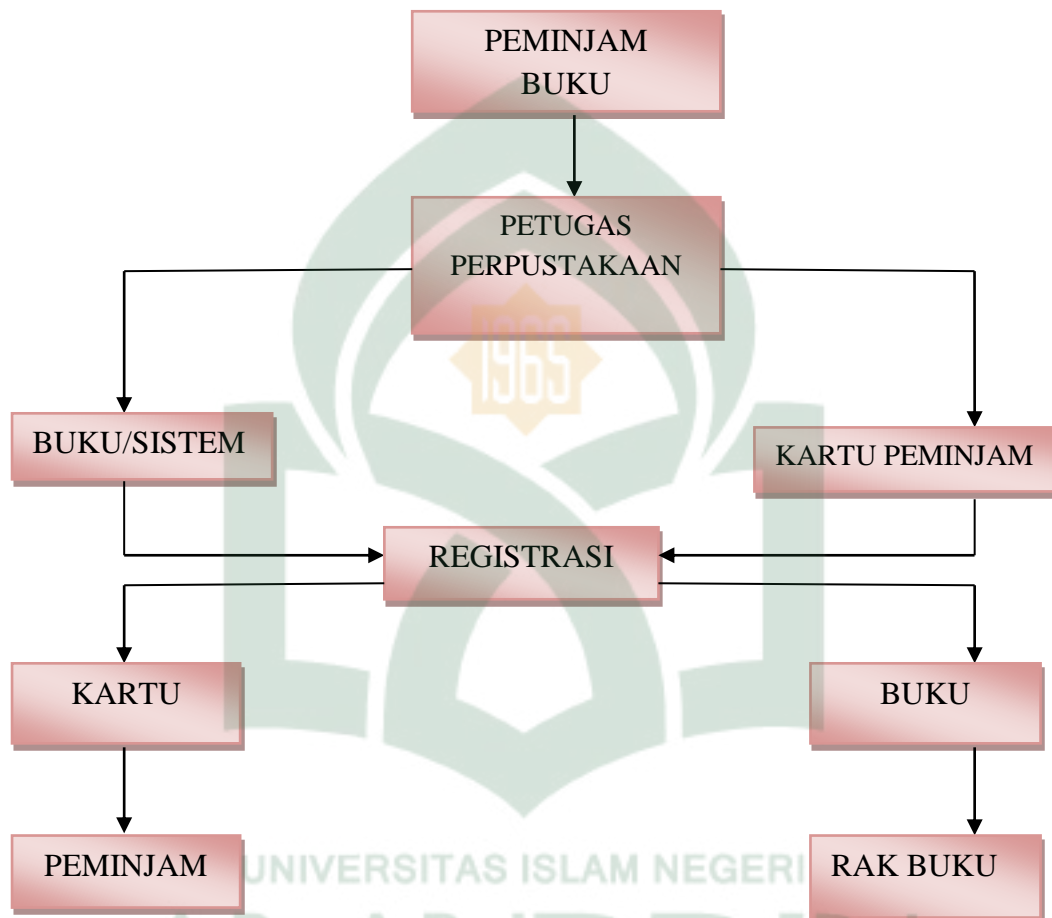 PEMINJAM
BUKU
PETUGAS
PERPUSTAKAAN
1965
BUKU/SISTEM
KARTU PEMINJAM
REGISTRASI
KARTU
BUKU
PEMINJAM
RAK BUKU
UNIVERSITAS ISLAM NEGERI